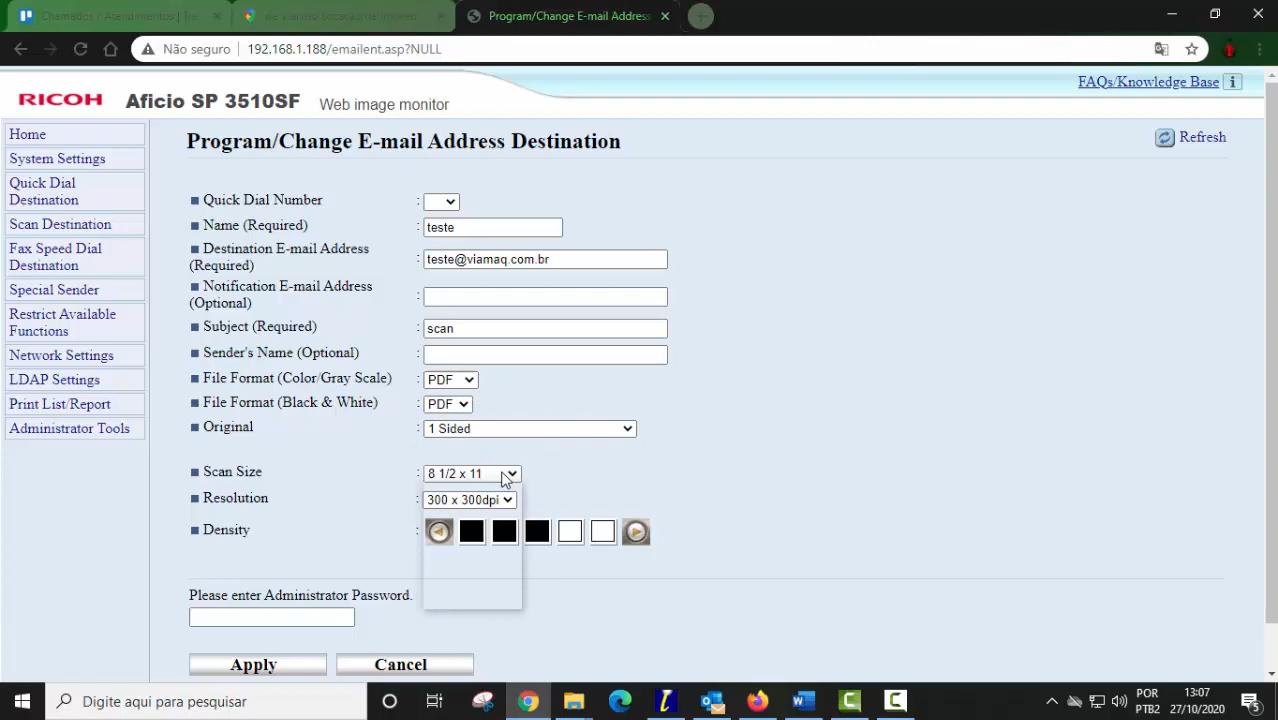 Chamados / Atendimentos | Tre
Program/Change E-mail Address
Não seguro
192.168.1.188/emailent.asp?NULL
FAQs/Knowledge Base
RICOH Aficio SP 3510SF Web image monitor
Home
System Settings
Quick Dial
Destination
Scan Destination
Fax Speed Dial
Destination
Special Sender
Restrict Available
Functions
Network Settings
LDAP Settings
Print List/Report
Administrator Tools
Program/Change E-mail Address Destination
Refresh
Quick Dial Number :
Name (Required) : teste
Destination E-mail Address
(Required) : teste@viamaq.com.br
Notification E-mail Address
(Optional) :
Subject (Required) : scan
Sender's Name (Optional) :
File Format (Color/Gray Scale) : PDF
File Format (Black & White) : PDF
Original : 1 Sided
Scan Size : 8 1/2 x 11
Resolution : 300 x 300dpi
Density :
Please enter Administrator Password.
Apply Cancel
Digite aqui para pesquisar
POR
PTB2
13:07
27/10/2020
5